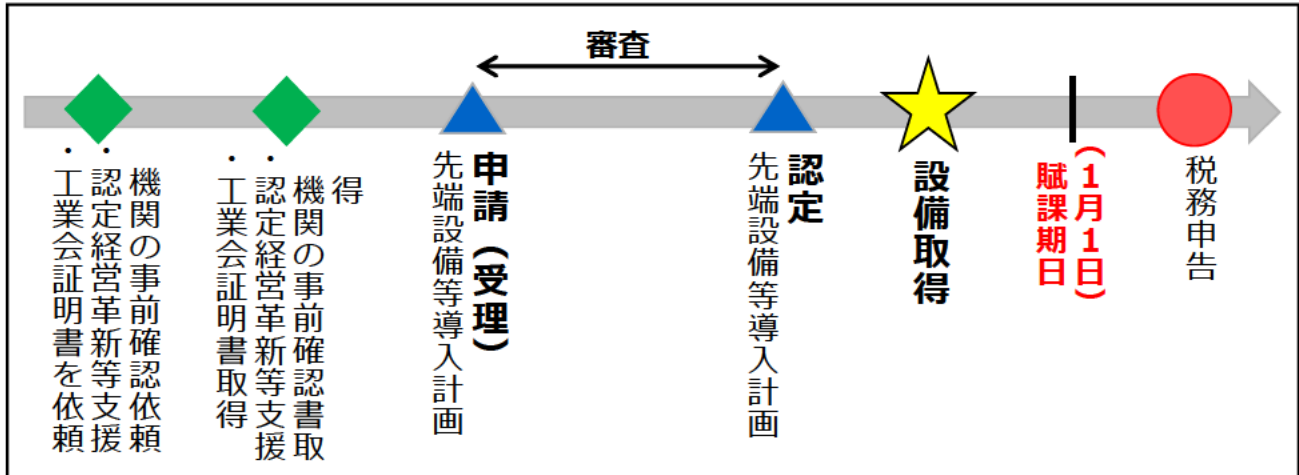 審査
・工業会証明書を依頼
・認定経営革新等支援
機関の事前確認依頼
・工業会証明書取得
・認定経営革新等支援
機関の事前確認書取
得
先端設備等導入計画
申請（受理）
先端設備等導入計画
認定
設備取得
賦課期日
（1月1日）
税務申告